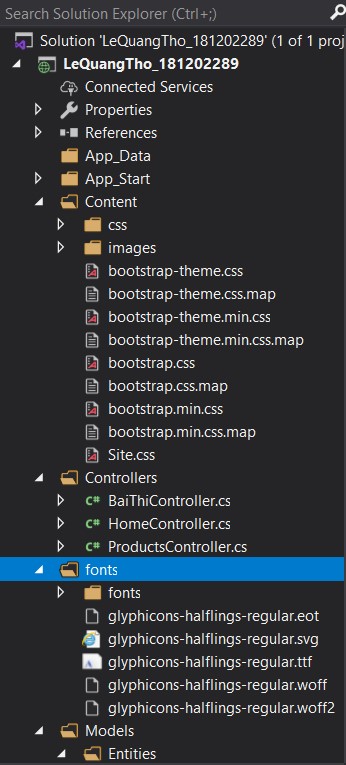 Search Solution Explorer (Ctrl+;)
Solution 'LeQuangTho_181202289' (1 of 1 proj
LeQuangTho_181202289
Connected Services
Properties
References
App_Data
App_Start
Content
css
images
bootstrap-theme.css
bootstrap-theme.css.map
bootstrap-theme.min.css
bootstrap-theme.min.css.map
bootstrap.css
bootstrap.css.map
bootstrap.min.css
bootstrap.min.css.map
Site.css
Controllers
C# BaiThiController.cs
C# HomeController.cs
C# ProductsController.cs
fonts
fonts
glyphicons-halflings-regular.eot
glyphicons-halflings-regular.svg
glyphicons-halflings-regular.ttf
glyphicons-halflings-regular.woff
glyphicons-halflings-regular.woff2
Models
Entities